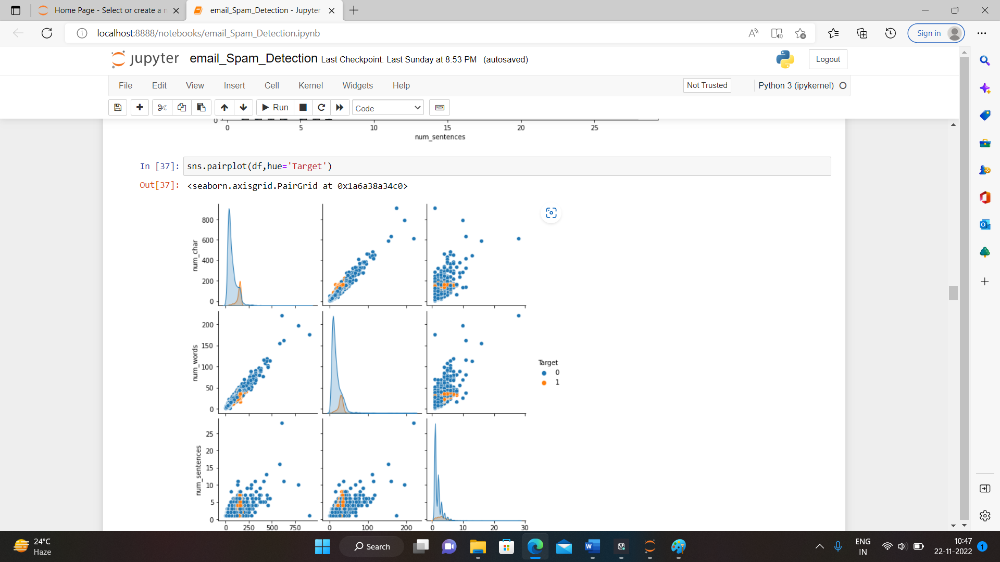 Home Page - Select or create a n
email_Spam_Detection - Jupyter
localhost:8888/notebooks/email_Spam_Detection.ipynb
Sign in
jupyter email_Spam_Detection Last Checkpoint: Last Sunday at 8:53 PM (autosaved)
Logout
File Edit View Insert Cell Kernel Widgets Help
Not Trusted
Python 3 (ipykernel)
Run
Code
0
0 5 10 15 20 25
num_sentences
In [37]: sns.pairplot(df,hue='Target')
Out[37]: <seaborn.axisgrid.PairGrid at 0x1a6a38a34c0>
800
600
400
200
0
num_char
200
150
100
50
0
num_words
Target
0
1
25
20
15
10
5
0
num_sentences
0 250 500 750 0 100 200 0 10 20 30
24°C
Haze
Search
ENG
IN
10:47
22-11-2022
1